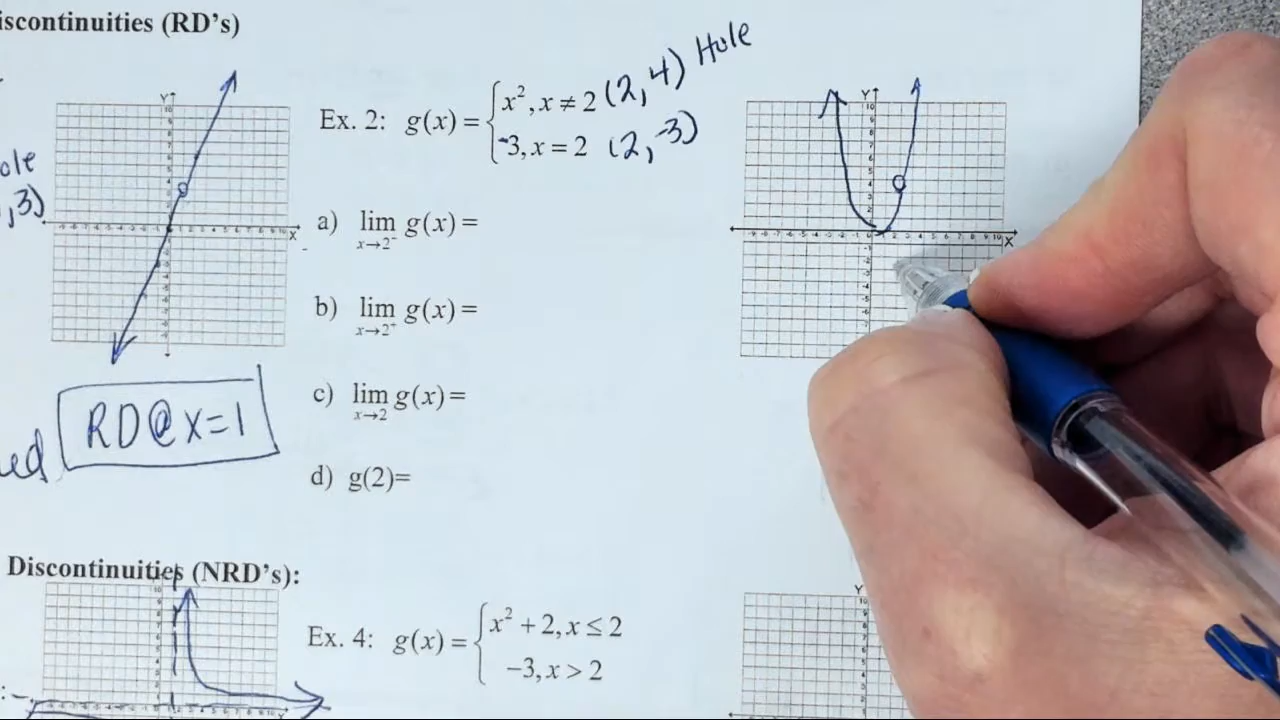 iscontinuities (RD's)
Ex. 2: g(x) = { x², x ≠ 2 (2, 4) Hole
-3, x = 2 (2, -3)
ole
, 3)
a) lim x→2⁻ g(x) =
b) lim x→2⁺ g(x) =
c) lim x→2 g(x) =
RD @ x = 1
ed
d) g(2)=
Discontinuities (NRD's):
Ex. 4: g(x) = { x² + 2, x ≤ 2
-3, x > 2
Y
X
Y
X
Y